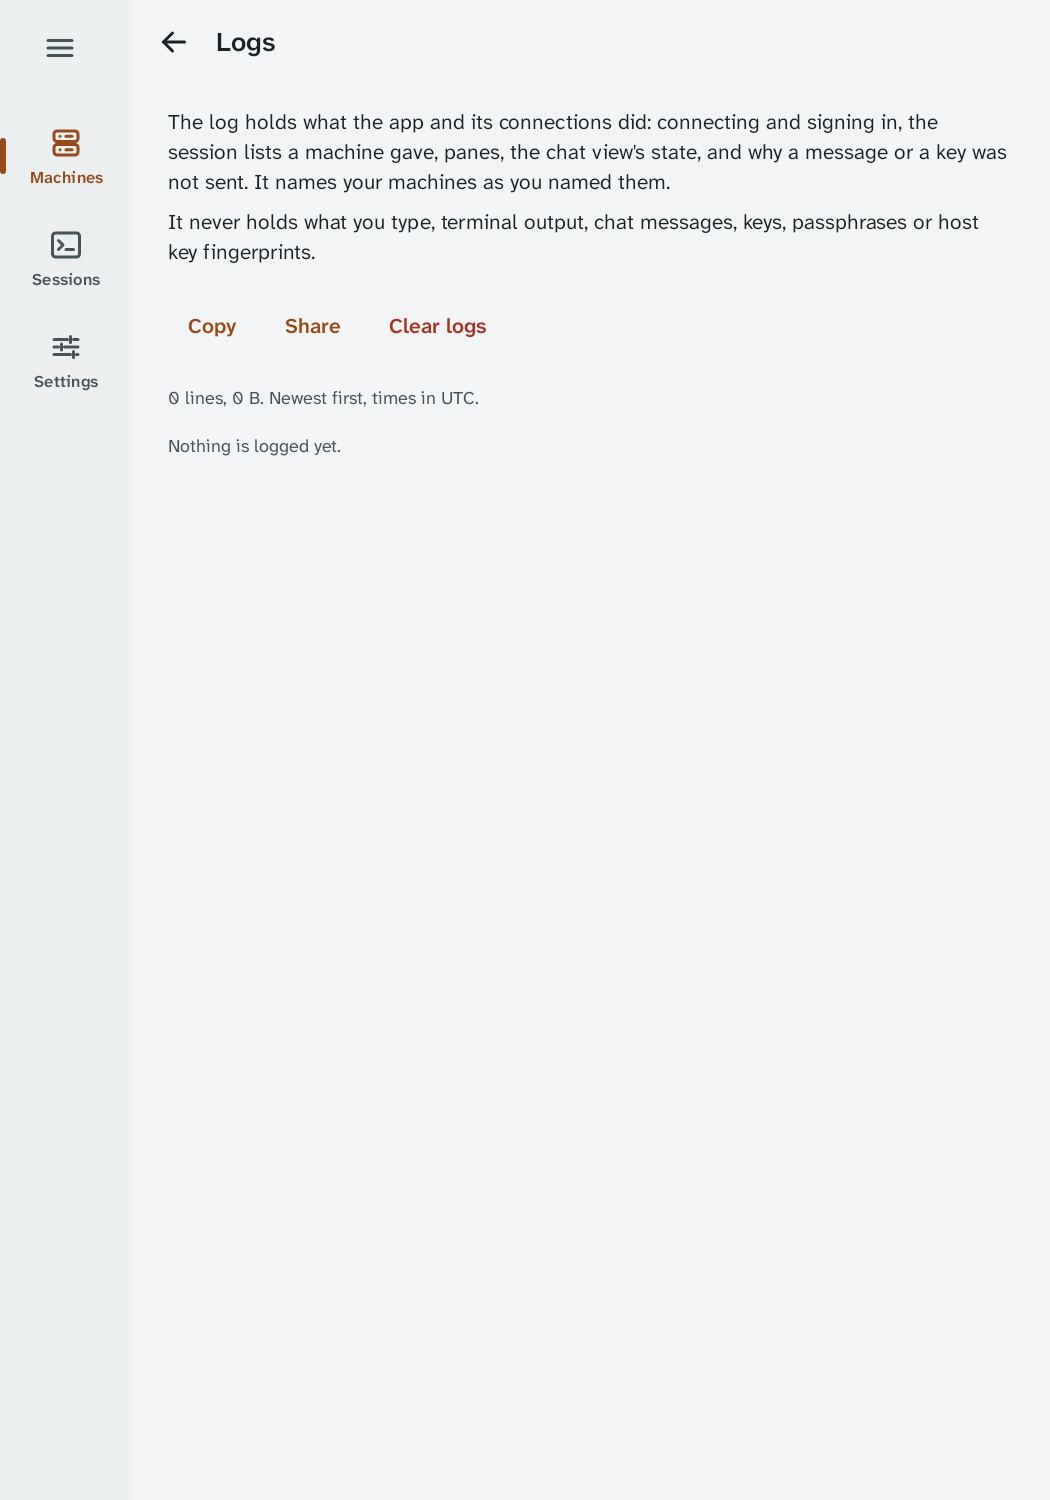 Logs
Machines
Sessions
Settings
The log holds what the app and its connections did: connecting and signing in, the
session lists a machine gave, panes, the chat view's state, and why a message or a key was
not sent. It names your machines as you named them.
It never holds what you type, terminal output, chat messages, keys, passphrases or host
key fingerprints.
Copy Share Clear logs
0 lines, 0 B. Newest first, times in UTC.
Nothing is logged yet.